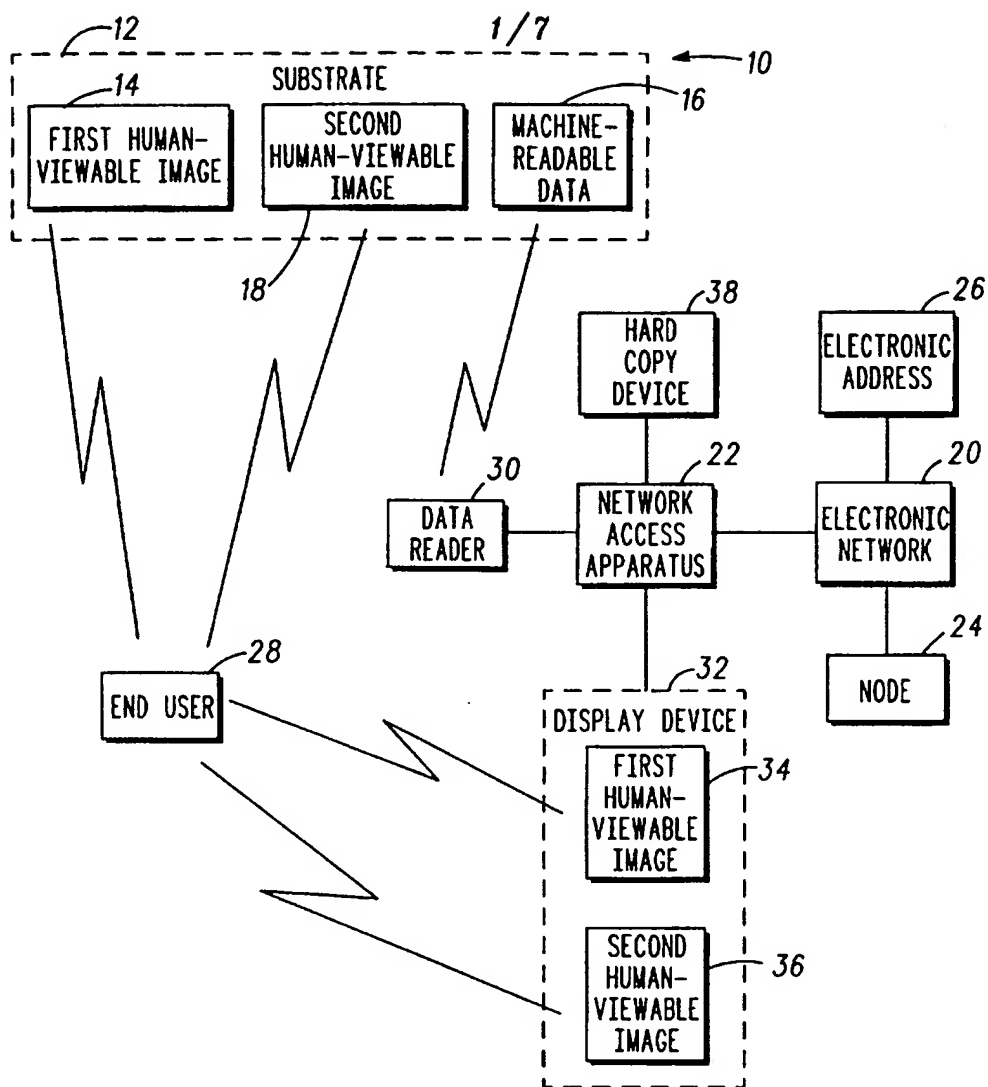 1/7
12
10
SUBSTRATE
14
16
FIRST HUMAN-
VIEWABLE IMAGE
SECOND
HUMAN-VIEWABLE
IMAGE
MACHINE-
READABLE
DATA
18
38
26
HARD
COPY
DEVICE
ELECTRONIC
ADDRESS
30
22
20
DATA
READER
NETWORK
ACCESS
APPARATUS
ELECTRONIC
NETWORK
28
24
END USER
NODE
32
DISPLAY DEVICE
FIRST
HUMAN-
VIEWABLE
IMAGE
34
SECOND
HUMAN-
VIEWABLE
IMAGE
36